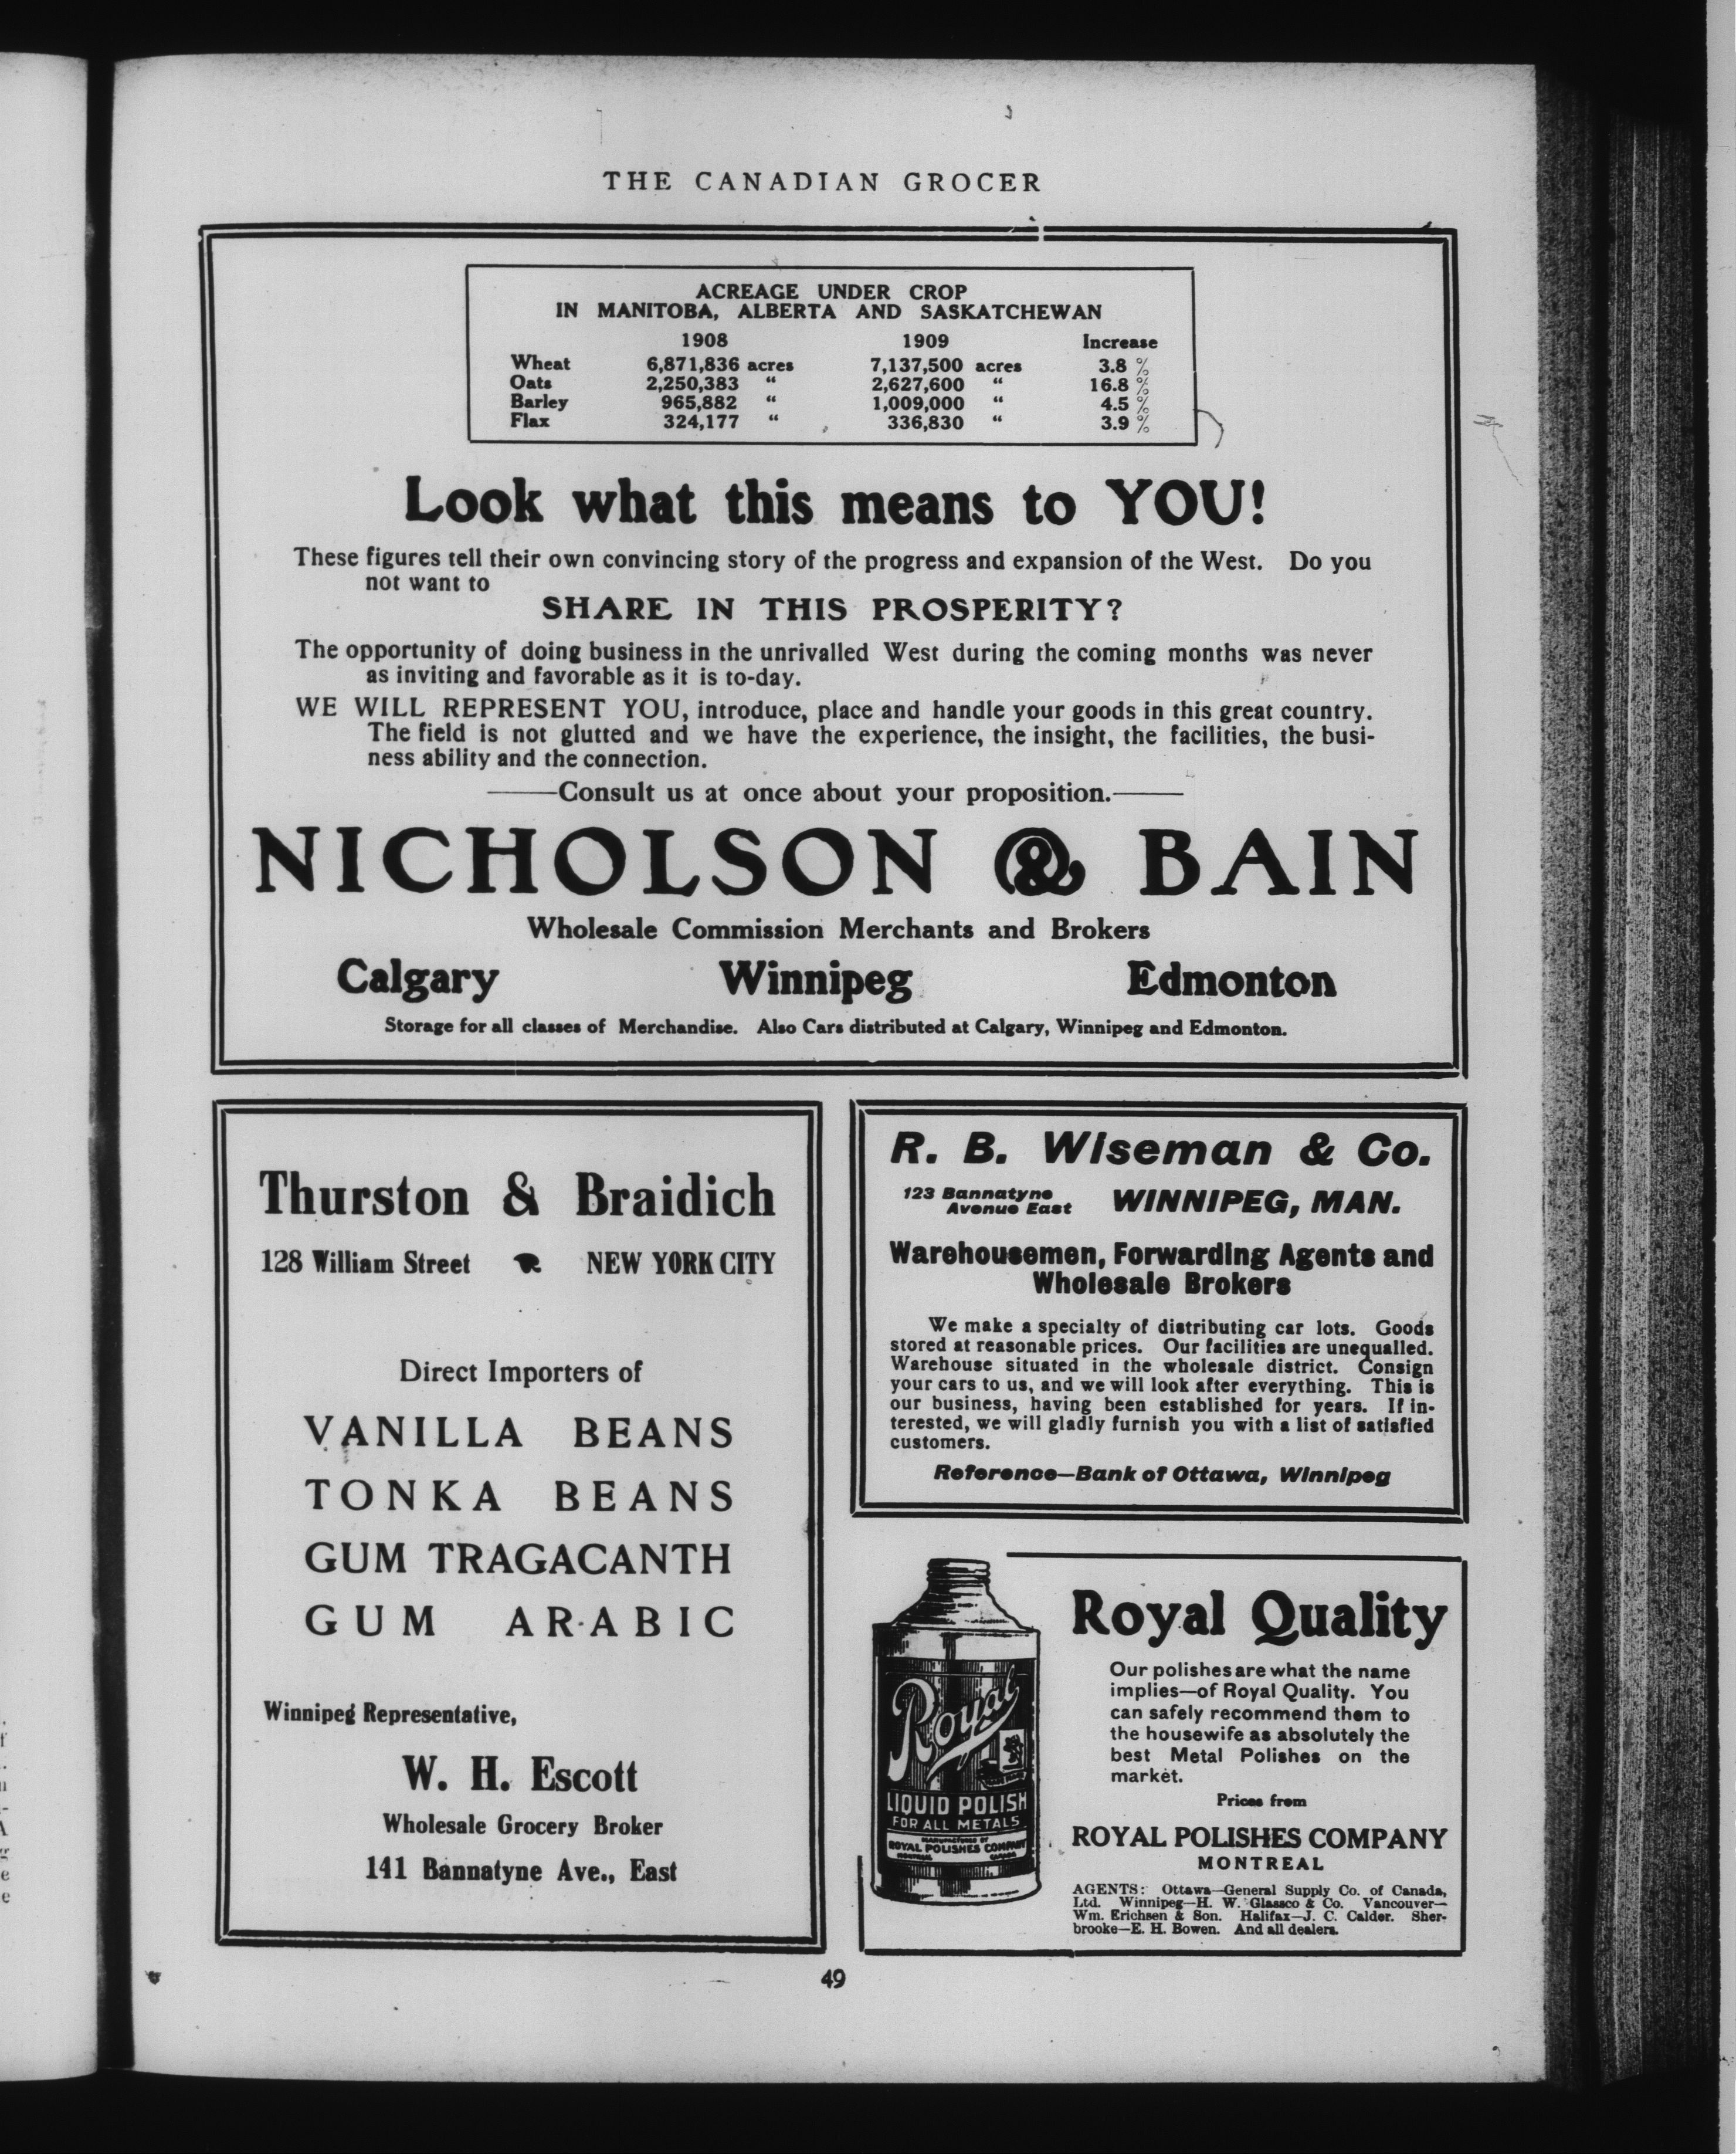 THE CANADIAN GROCER
ACREAGE UNDER CROP
IN MANITOBA, ALBERTA AND SASKATCHEWAN
1908 1909 Increase
Wheat 6,871,836 acres 7,137,500 acres 3.8 %
Oats 2,250,383 “ 2,627,600 “ 16.8 %
Barley 965,882 “ 1,009,000 “ 4.5 %
Flax 324,177 “ 336,830 “ 3.9 %
Look what this means to YOU!
These figures tell their own convincing story of the progress and expansion of the West. Do you
not want to
SHARE IN THIS PROSPERITY?
The opportunity of doing business in the unrivalled West during the coming months was never
as inviting and favorable as it is to-day.
WE WILL REPRESENT YOU, introduce, place and handle your goods in this great country.
The field is not glutted and we have the experience, the insight, the facilities, the busi-
ness ability and the connection.
——Consult us at once about your proposition.——
NICHOLSON & BAIN
Wholesale Commission Merchants and Brokers
Calgary Winnipeg Edmonton
Storage for all classes of Merchandise. Also Cars distributed at Calgary, Winnipeg and Edmonton.
Thurston & Braidich
128 William Street NEW YORK CITY
Direct Importers of
VANILLA BEANS
TONKA BEANS
GUM TRAGACANTH
GUM ARABIC
Winnipeg Representative,
W. H. Escott
Wholesale Grocery Broker
141 Bannatyne Ave., East
R. B. Wiseman & Co.
123 Bannatyne
Avenue East WINNIPEG, MAN.
Warehousemen, Forwarding Agents and
Wholesale Brokers
We make a specialty of distributing car lots. Goods
stored at reasonable prices. Our facilities are unequalled.
Warehouse situated in the wholesale district. Consign
your cars to us, and we will look after everything. This is
our business, having been established for years. If in-
terested, we will gladly furnish you with a list of satisfied
customers.
Reference—Bank of Ottawa, Winnipeg
Royal
LIQUID POLISH
FOR ALL METALS
MANUFACTURED BY
ROYAL POLISHES COMPANY
MONTREAL CANADA
Royal Quality
Our polishes are what the name
implies—of Royal Quality. You
can safely recommend them to
the housewife as absolutely the
best Metal Polishes on the
market.
Prices from
ROYAL POLISHES COMPANY
MONTREAL
AGENTS: Ottawa—General Supply Co. of Canada,
Ltd. Winnipeg—H. W. Glassco & Co. Vancouver—
Wm. Erichsen & Son. Halifax—J. C. Calder. Sher-
brooke—E. H. Bowen. And all dealers.
49